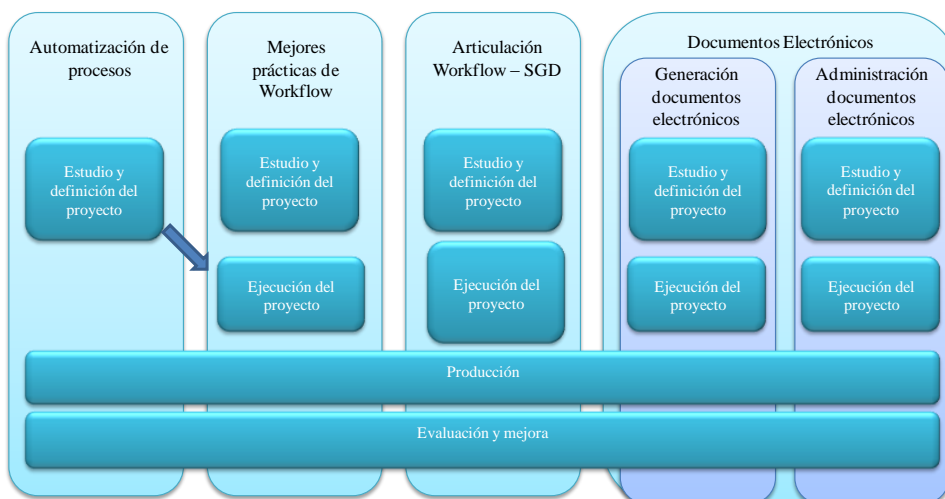 Automatización de
procesos
Estudio y
definición del
proyecto
Mejores
prácticas de
Workflow
Estudio y
definición del
proyecto
Ejecución del
proyecto
Articulación
Workflow – SGD
Estudio y
definición del
proyecto
Ejecución del
proyecto
Documentos Electrónicos
Generación
documentos
electrónicos
Estudio y
definición del
proyecto
Ejecución del
proyecto
Administración
documentos
electrónicos
Estudio y
definición del
proyecto
Ejecución del
proyecto
Producción
Evaluación y mejora